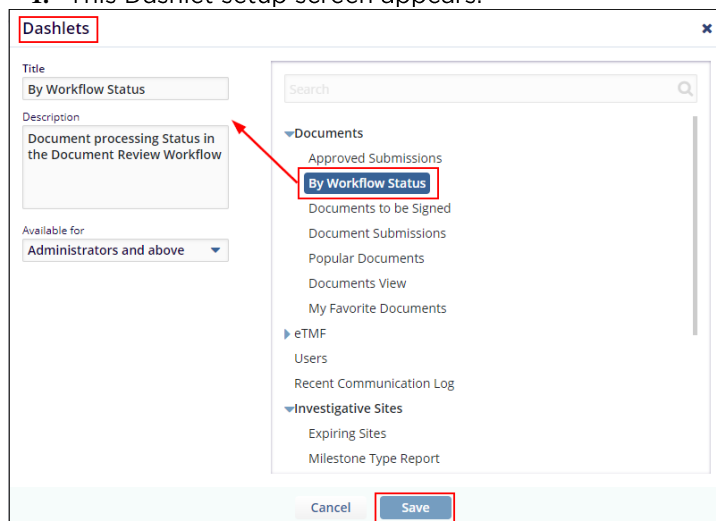 1. This Dashlet setup screen appears.
Dashlets
Title
By Workflow Status
Description
Document processing Status in
the Document Review Workflow
Available for
Administrators and above
Search
Documents
Approved Submissions
By Workflow Status
Documents to be Signed
Document Submissions
Popular Documents
Documents View
My Favorite Documents
eTMF
Users
Recent Communication Log
Investigative Sites
Expiring Sites
Milestone Type Report
Cancel
Save